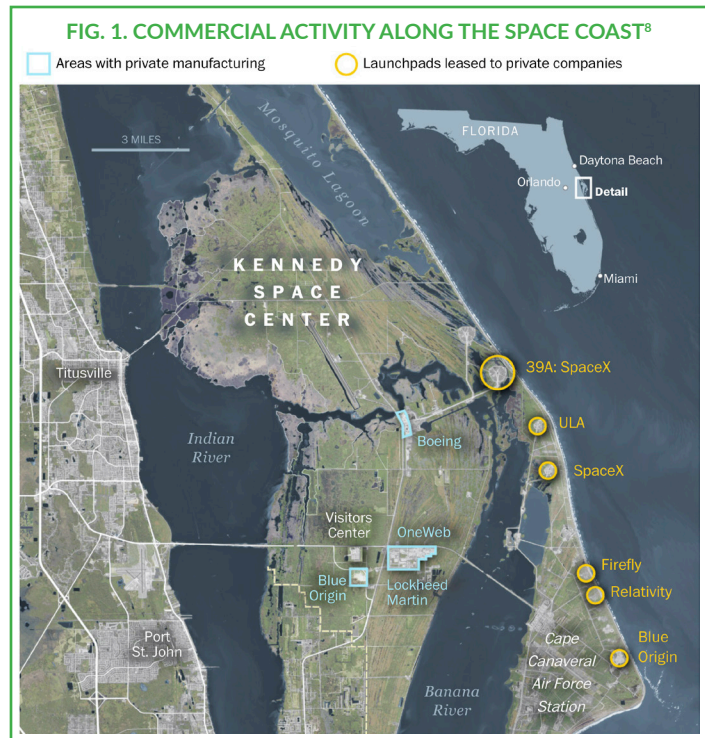 FIG. 1. COMMERCIAL ACTIVITY ALONG THE SPACE COAST⁸
Areas with private manufacturing
Launchpads leased to private companies
3 MILES
Mosquito Lagoon
FLORIDA
Daytona Beach
Orlando
Detail
Miami
KENNEDY
SPACE
CENTER
Titusville
39A: SpaceX
ULA
Boeing
Indian
River
SpaceX
Visitors
Center
OneWeb
Blue
Origin
Lockheed
Martin
Firefly
Relativity
Port
St. John
Blue
Origin
Cape
Canaveral
Air Force
Station
Banana
River